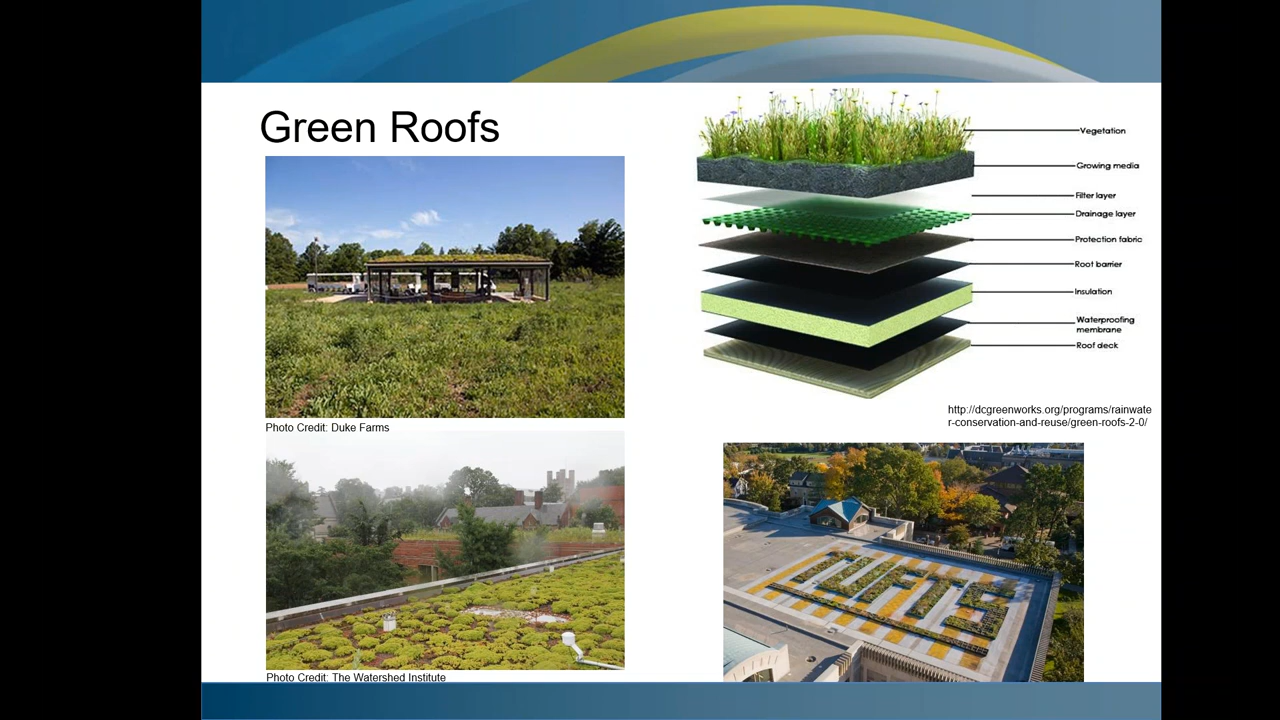 Green Roofs
Vegetation
Growing media
Filter layer
Drainage layer
Protection fabric
Root barrier
Insulation
Waterproofing
membrane
Roof deck
http://dcgreenworks.org/programs/rainwate
r-conservation-and-reuse/green-roofs-2-0/
Photo Credit: Duke Farms
TUFTS
Photo Credit: The Watershed Institute